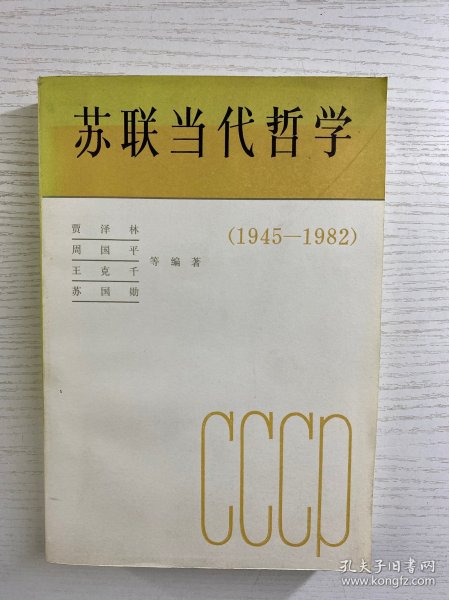 苏联当代哲学
(1945—1982)
贾泽林
周国平
王克千
苏国勋
等编著
CCCP
孔夫子旧书网
www.kongfz.com